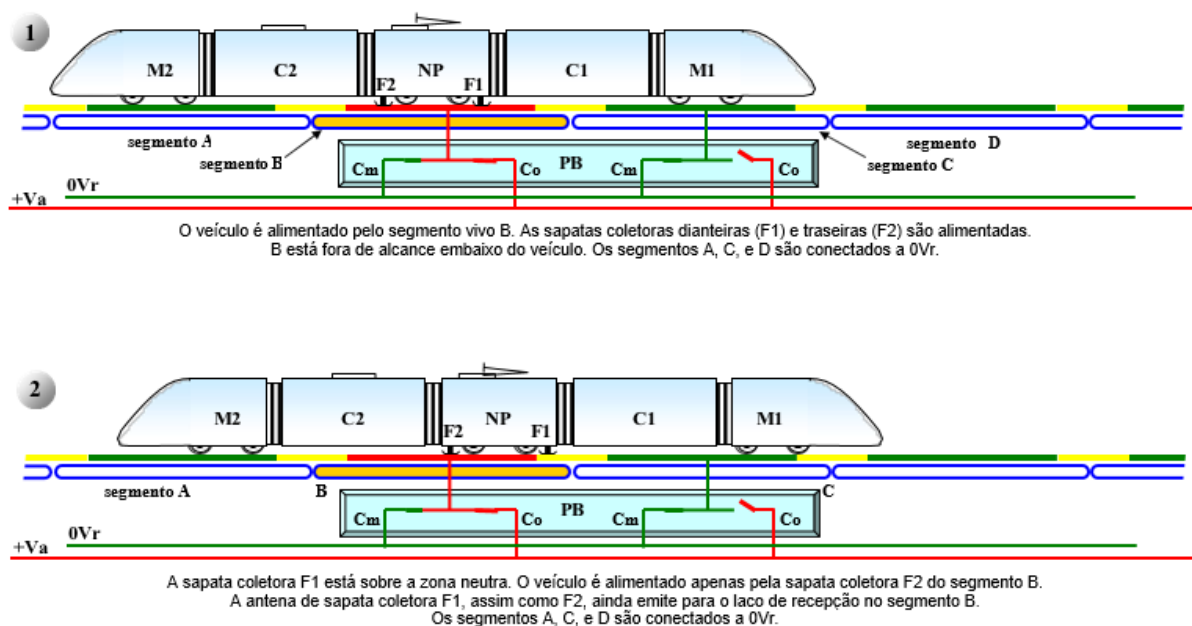 1
M2 C2 NP C1 M1
F2 F1
segmento A
segmento B
segmento D
segmento C
Cm Co PB Cm Co
0Vr
+Va
O veículo é alimentado pelo segmento vivo B. As sapatas coletoras dianteiras (F1) e traseiras (F2) são alimentadas.
B está fora de alcance embaixo do veículo. Os segmentos A, C, e D são conectados a 0Vr.
2
M2 C2 NP C1 M1
F2 F1
segmento A B C
Cm Co PB Cm Co
0Vr
+Va
A sapata coletora F1 está sobre a zona neutra. O veículo é alimentado apenas pela sapata coletora F2 do segmento B.
A antena de sapata coletora F1, assim como F2, ainda emite para o laco de recepção no segmento B.
Os segmentos A, C, e D são conectados a 0Vr.